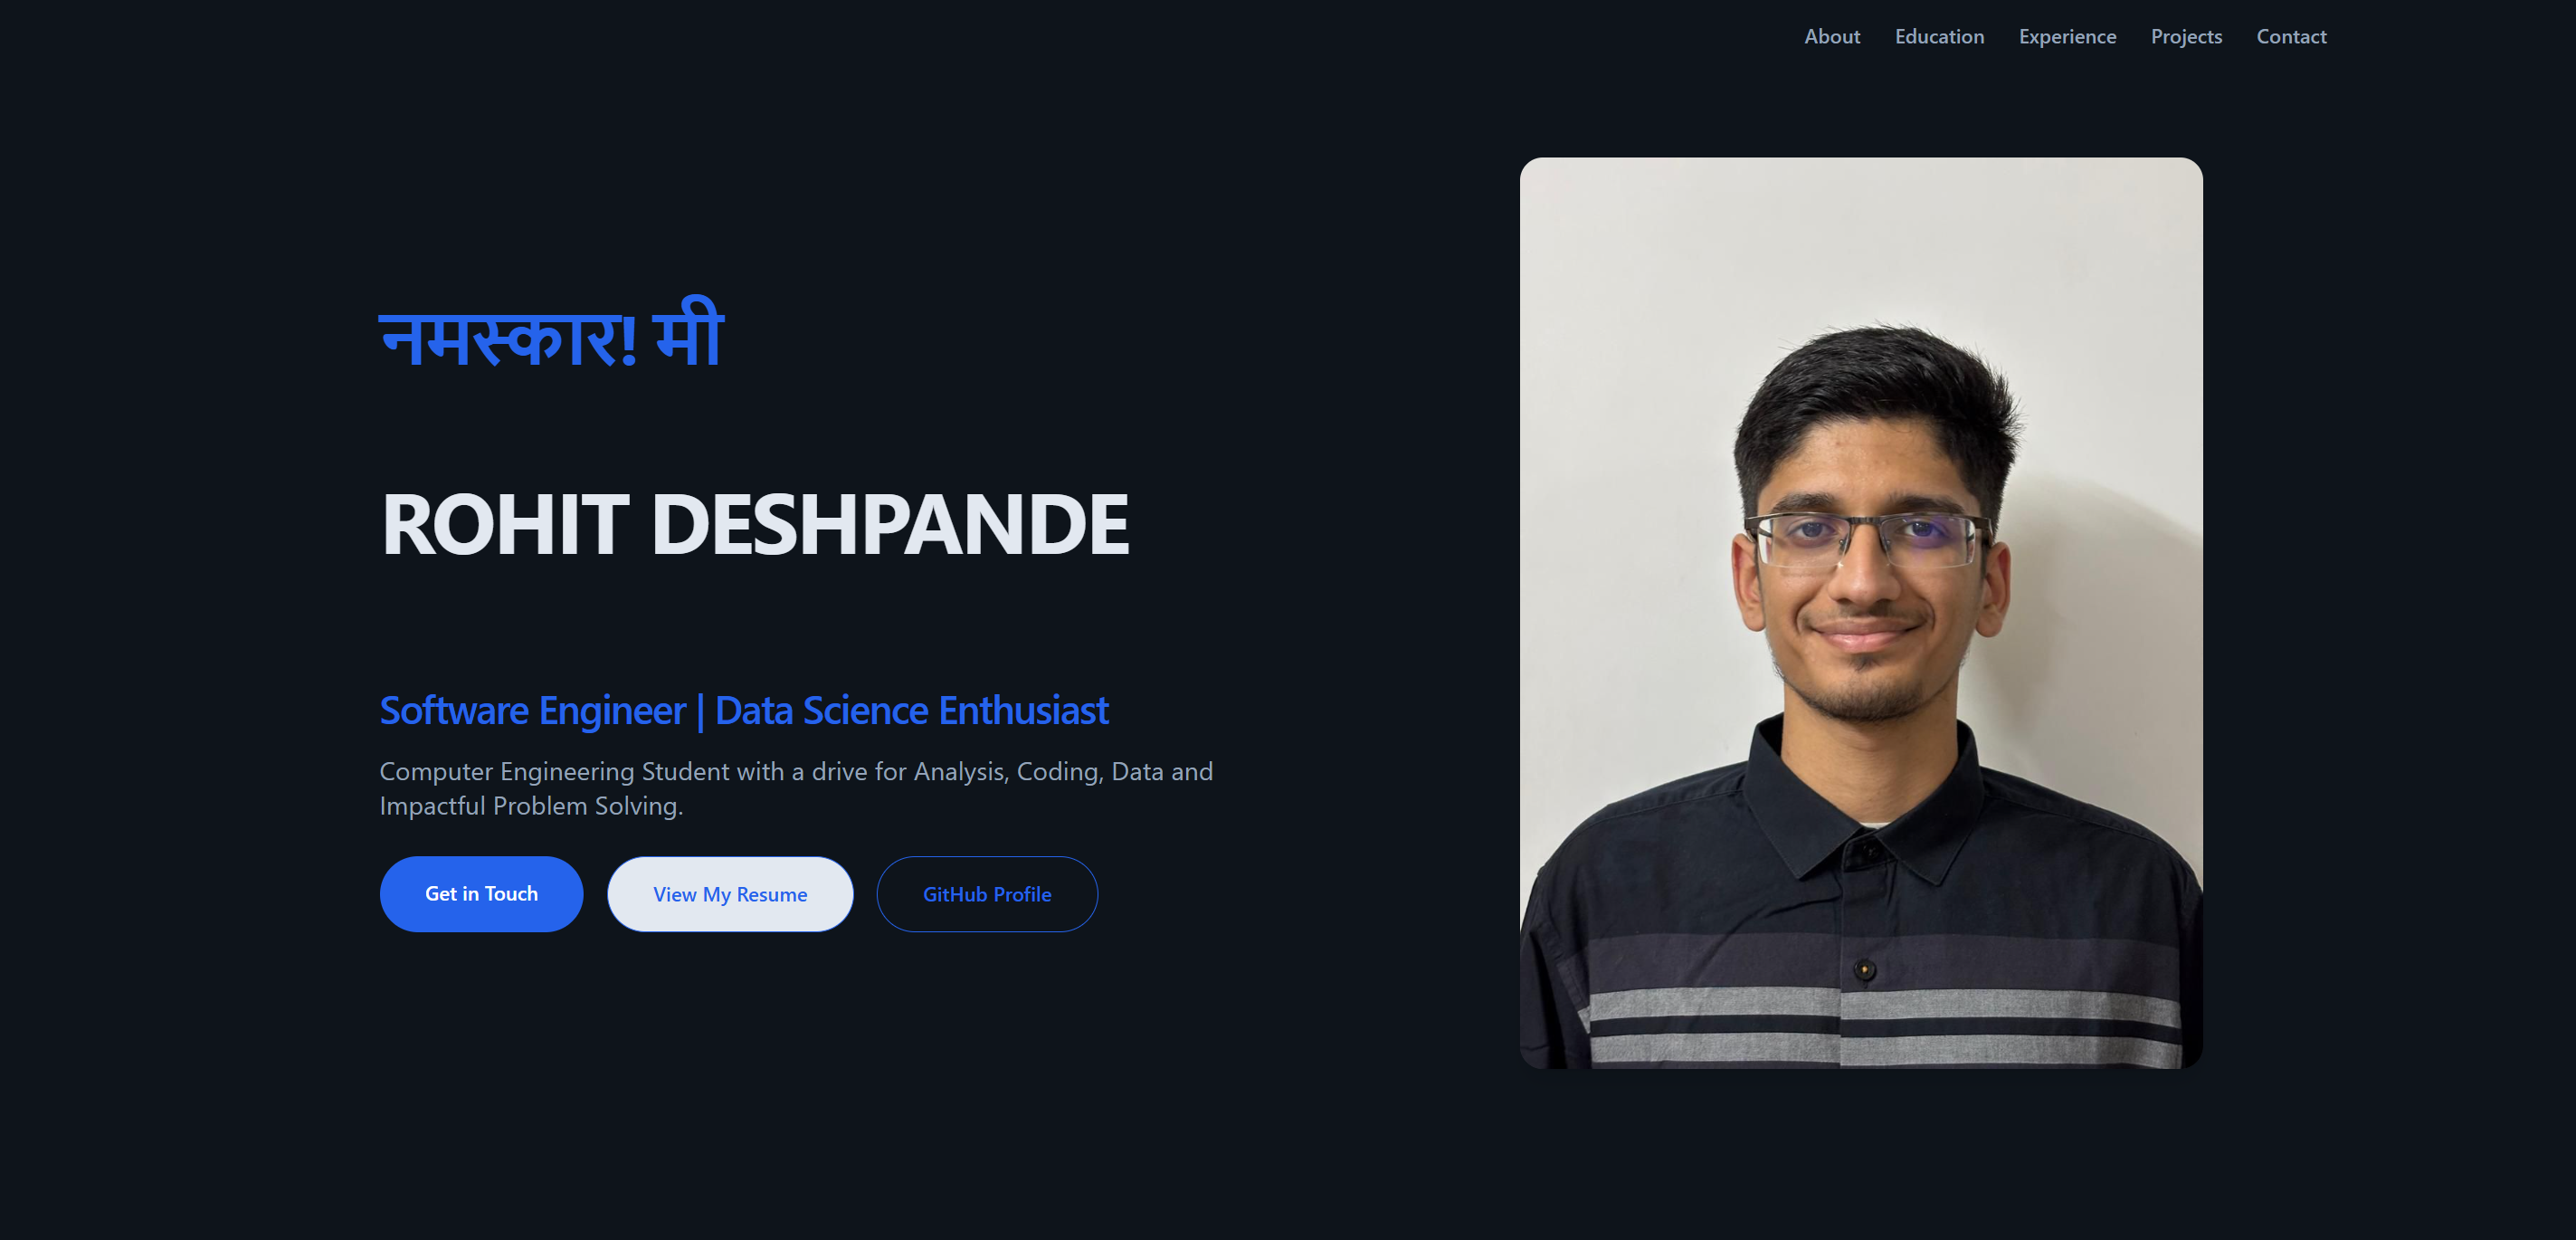 About Education Experience Projects Contact
नमस्कार! मी
ROHIT DESHPANDE
Software Engineer | Data Science Enthusiast
Computer Engineering Student with a drive for Analysis, Coding, Data and
Impactful Problem Solving.
Get in Touch View My Resume GitHub Profile